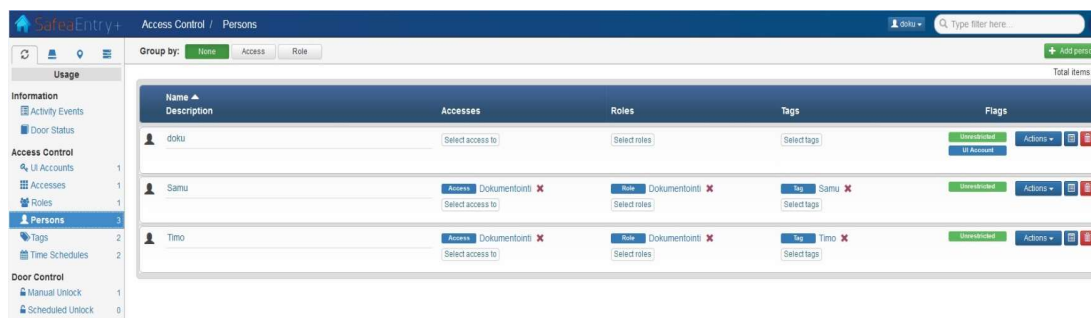 SafeaEntry+ Access Control / Persons doku Type filter here...
Group by: None Access Role Add perso
Usage
Total items
Information
Activity Events
Door Status
Access Control
UI Accounts 1
Accesses 1
Roles 1
Persons 3
Tags 2
Time Schedules 2
Door Control
Manual Unlock 1
Scheduled Unlock 0
Name
Description Accesses Roles Tags Flags
doku Select access to Select roles Select tags Unrestricted Actions
UI Account
Samu Access Dokumentointi Role Dokumentointi Tag Samu Unrestricted Actions
Select access to Select roles Select tags
Timo Access Dokumentointi Role Dokumentointi Tag Timo Unrestricted Actions
Select access to Select roles Select tags